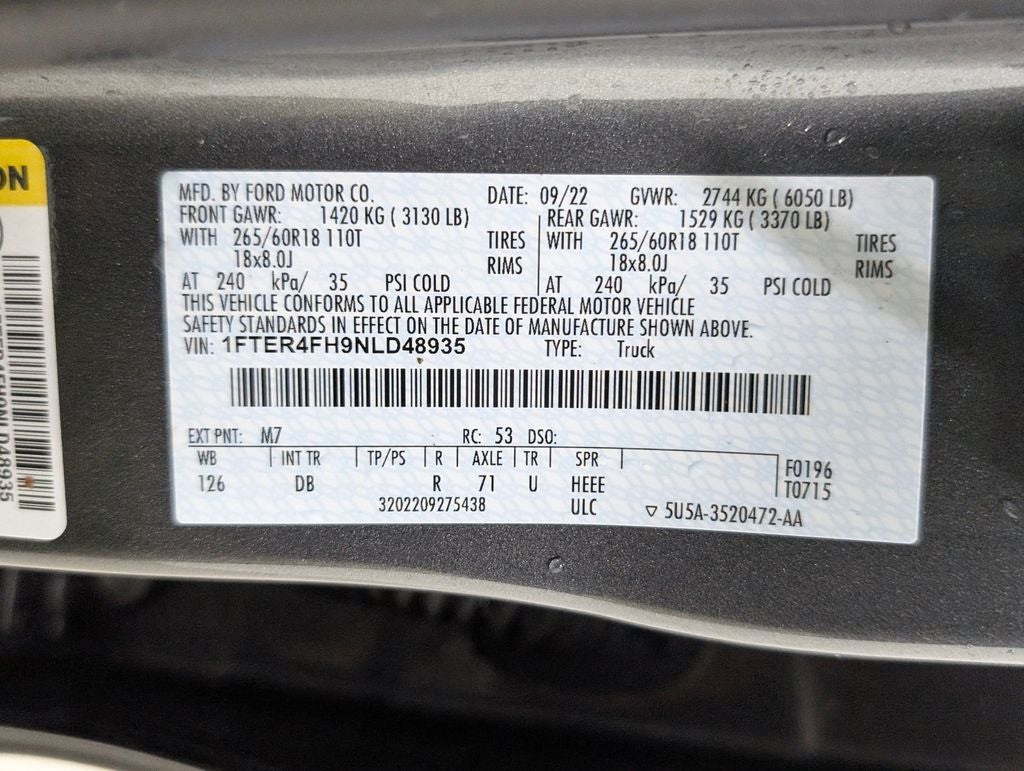 ON
MFD. BY FORD MOTOR CO. DATE: 09/22 GVWR: 2744 KG ( 6050 LB)
FRONT GAWR: 1420 KG ( 3130 LB) REAR GAWR: 1529 KG ( 3370 LB)
WITH 265/60R18 110T TIRES WITH 265/60R18 110T TIRES
18x8.0J RIMS 18x8.0J RIMS
AT 240 kPa/ 35 PSI COLD AT 240 kPa/ 35 PSI COLD
THIS VEHICLE CONFORMS TO ALL APPLICABLE FEDERAL MOTOR VEHICLE
SAFETY STANDARDS IN EFFECT ON THE DATE OF MANUFACTURE SHOWN ABOVE.
VIN: 1FTER4FH9NLD48935 TYPE: Truck
EXT PNT: M7 RC: 53 DSO:
WB INT TR TP/PS R AXLE TR SPR F0196
126 DB R 71 U HEEE T0715
3202209275438 ULC ▽ 5U5A-3520472-AA